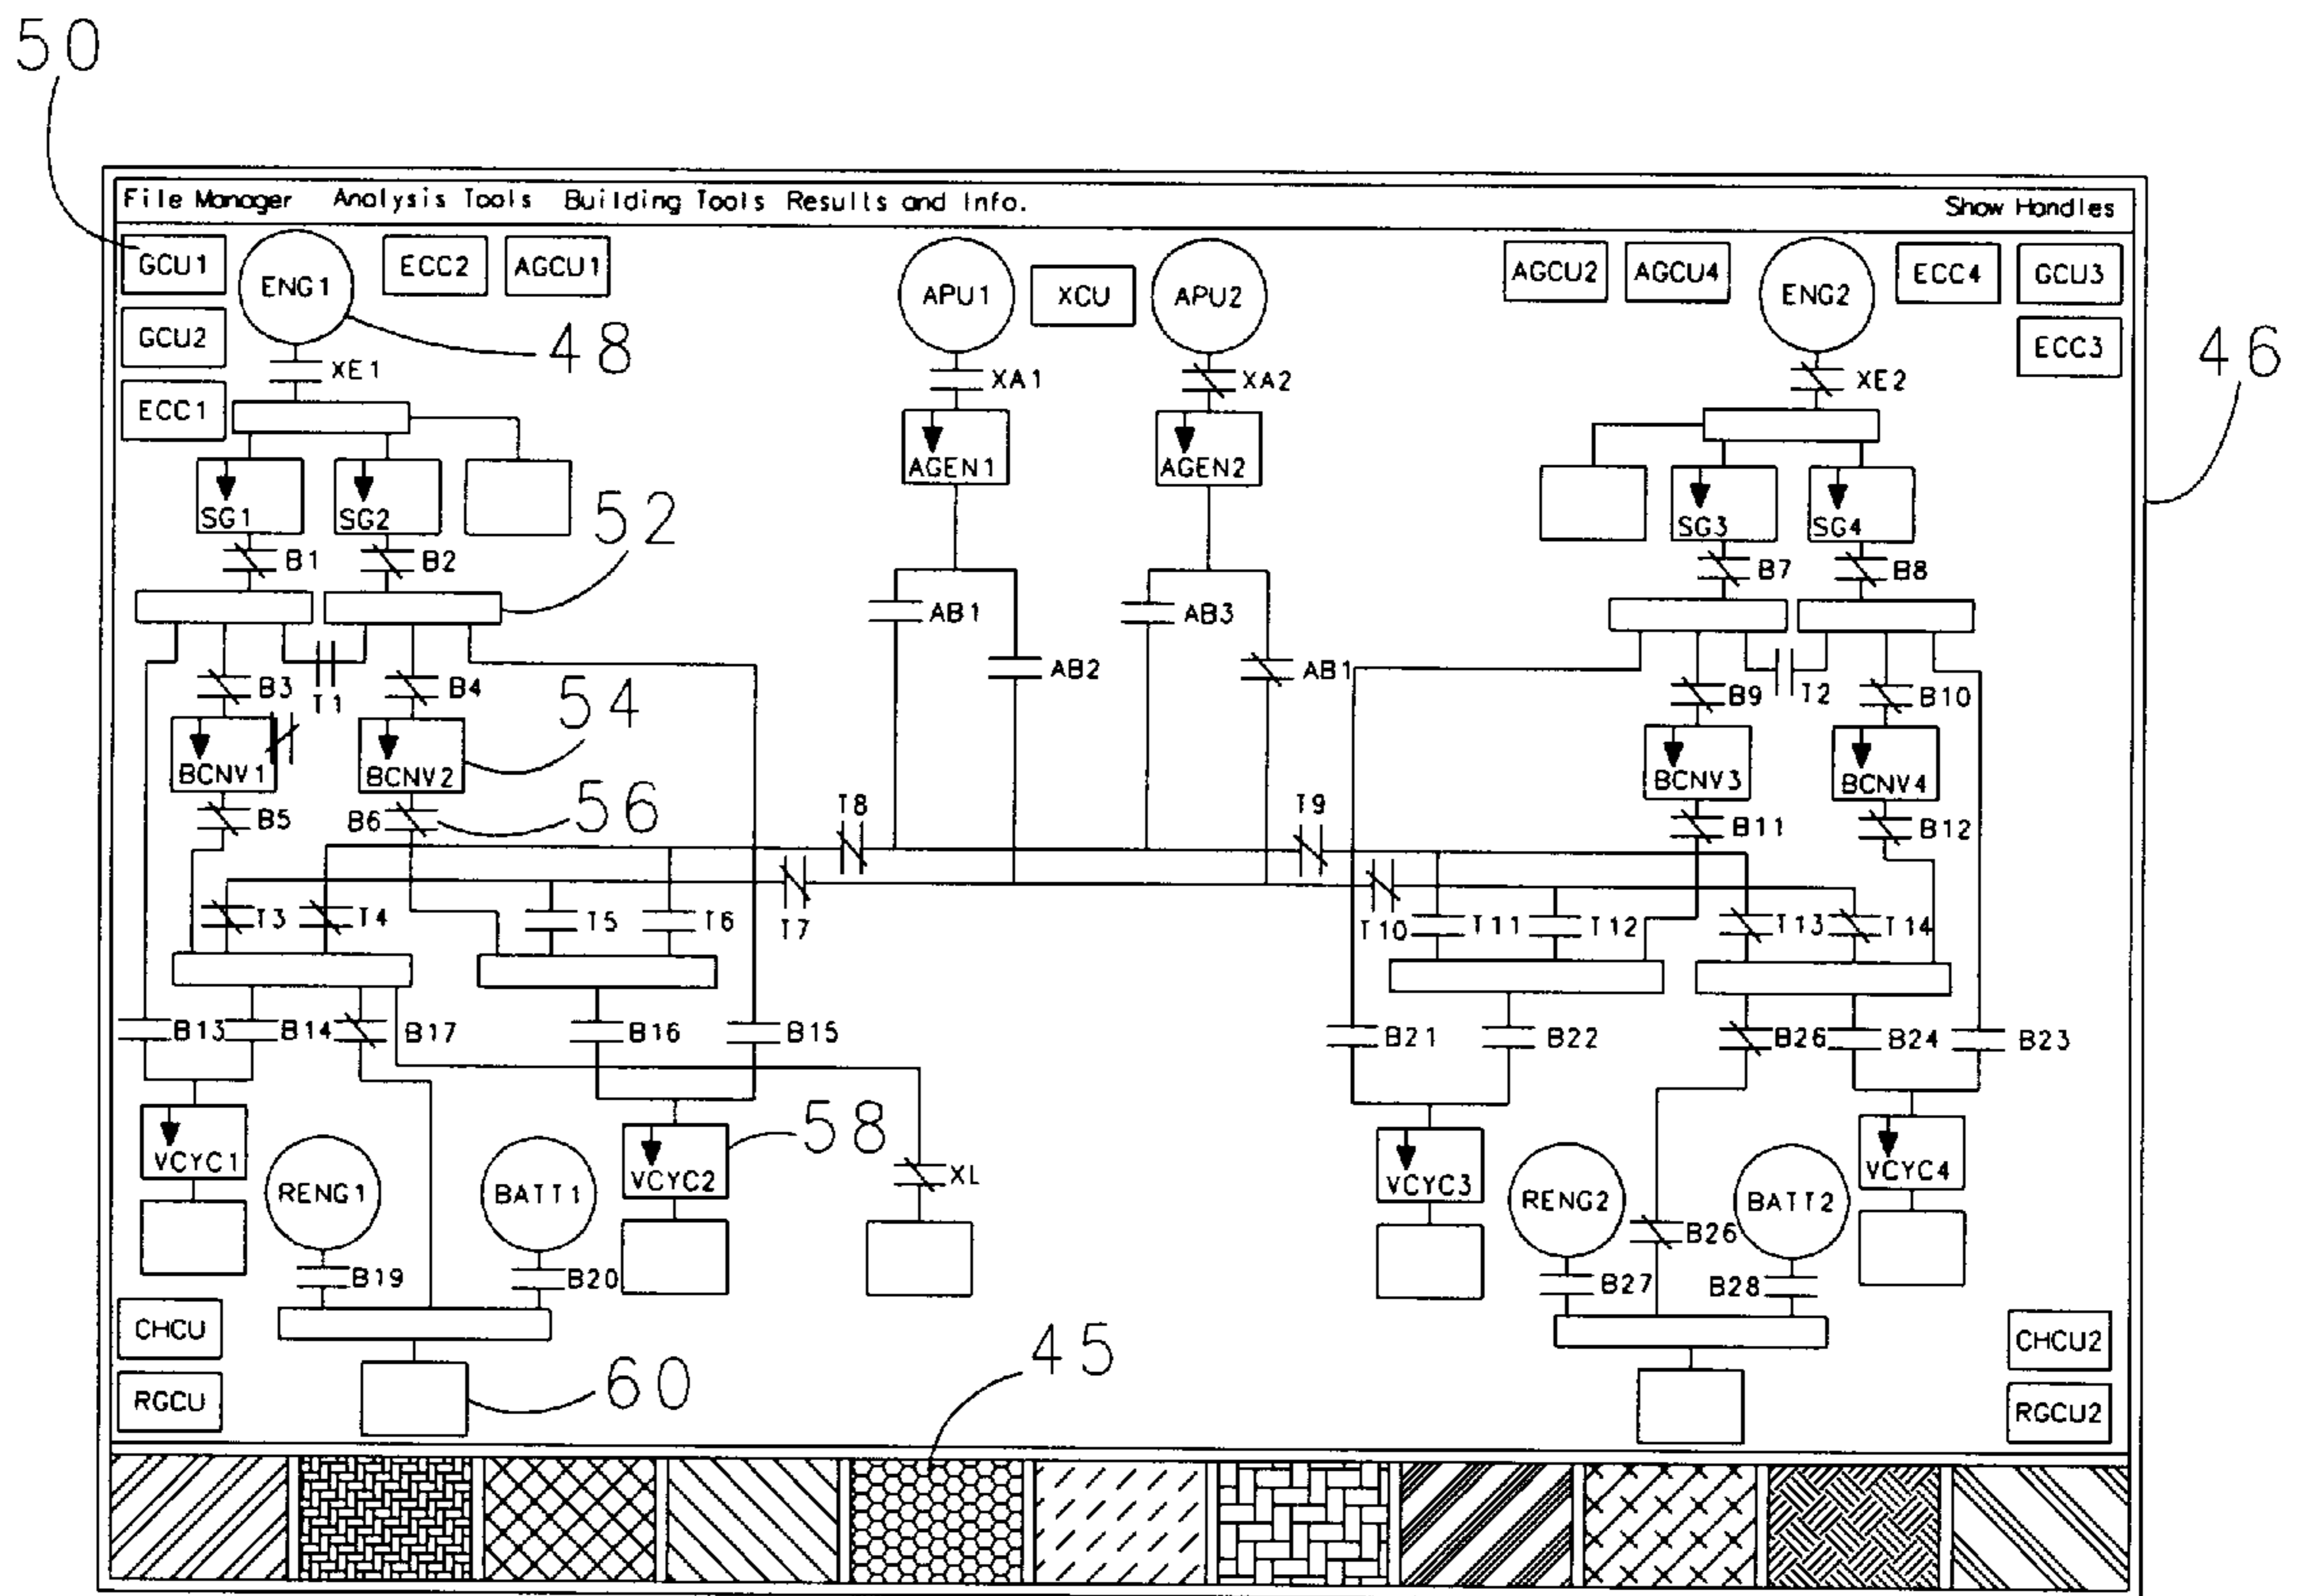 50
File Manager Analysis Tools Building Tools Results and Info. Show Handles
GCU1 ENG1 ECC2 AGCU1 APU1 XCU APU2 AGCU2 AGCU4 ENG2 ECC4 GCU3
GCU2 48 ECC3 46
XE1 XA1 XA2 XE2
ECC1
AGEN1 AGEN2
SG1 SG2 52 SG3 SG4
B1 B2 B7 B8
AB1 AB3
AB2 AB1
B3 T1 B4 54 B9 T2 B10
BCNV1 BCNV2 BCNV3 BCNV4
B5 B6 56 T8 T9 B11 B12
T3 T4 T5 T6 T7 T10 T11 T12 T13 T14
B13 B14 B17 B16 B15 B21 B22 B26 B24 B23
58
VCYC1 VCYC2 XL VCYC3 VCYC4
RENG1 BATT1 RENG2 BATT2
B26
B19 B20 B27 B28
CHCU 45 CHCU2
60
RGCU RGCU2